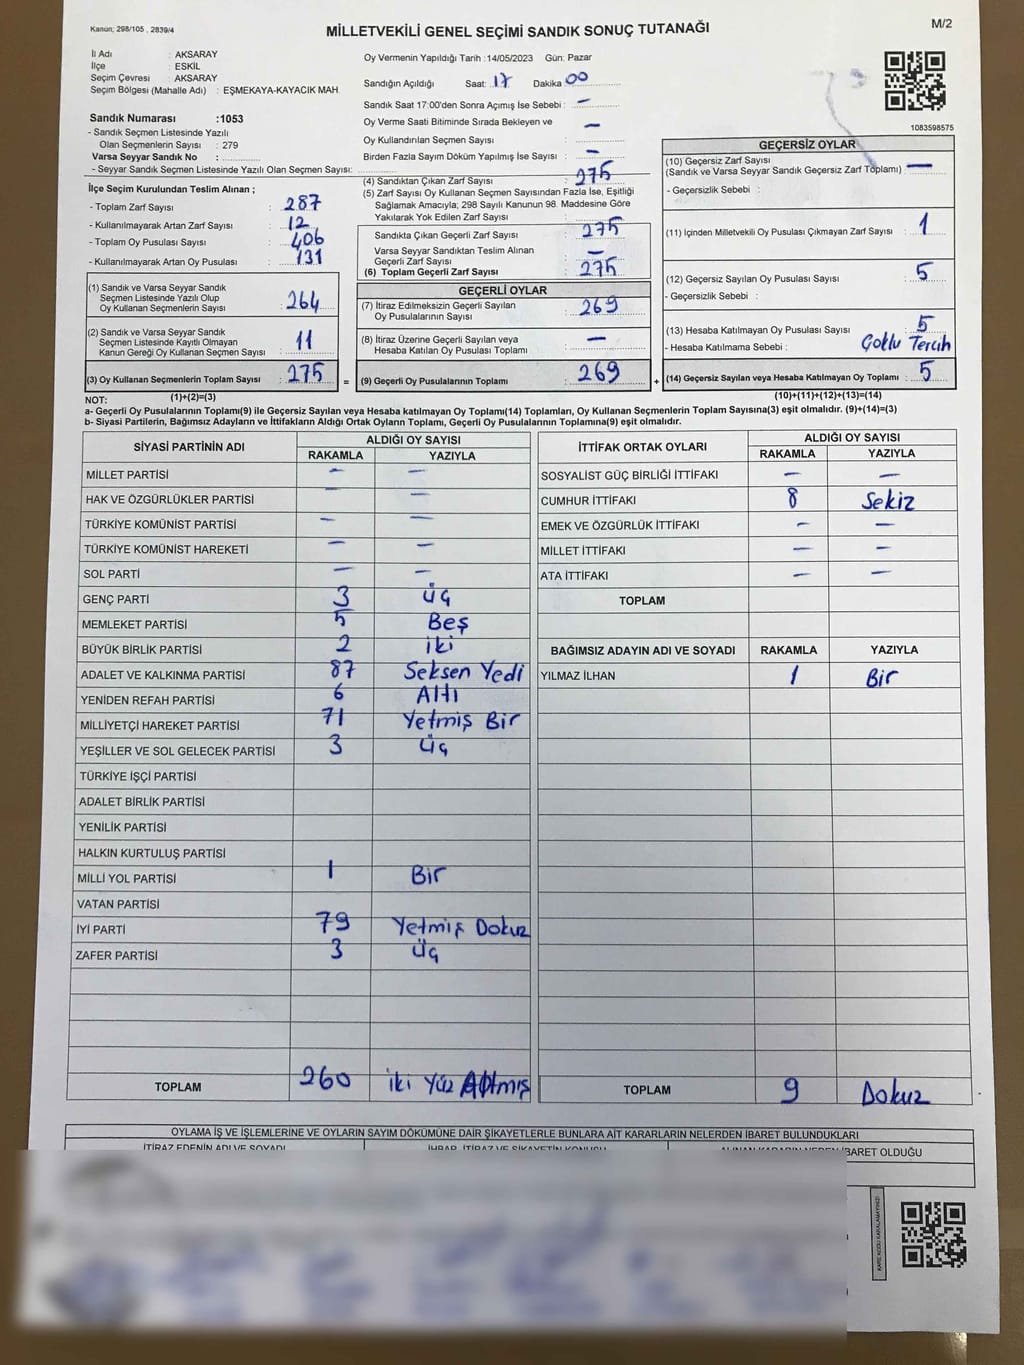 Kanun; 298/105 , 2839/4
MİLLETVEKİLİ GENEL SEÇİMİ SANDIK SONUÇ TUTANAĞI
M/2
İl Adı : AKSARAY
İlçe : ESKİL
Seçim Çevresi : AKSARAY
Seçim Bölgesi (Mahalle Adı) : EŞMEKAYA-KAYACIK MAH.
Oy Vermenin Yapıldığı Tarih :14/05/2023 Gün: Pazar
Sandığın Açıldığı Saat: 17 Dakika 00
Sandık Saat 17:00'den Sonra Açımış İse Sebebi : –
Oy Verme Saati Bitiminde Sırada Bekleyen ve
Oy Kullandırılan Seçmen Sayısı : –
Birden Fazla Sayım Döküm Yapılmış İse Sayısı : –
1083598575
Sandık Numarası :1053
- Sandık Seçmen Listesinde Yazılı
Olan Seçmenlerin Sayısı : 279
Varsa Seyyar Sandık No :
- Seyyar Sandık Seçmen Listesinde Yazılı Olan Seçmen Sayısı:
İlçe Seçim Kurulundan Teslim Alınan ;
- Toplam Zarf Sayısı : 287
- Kullanılmayarak Artan Zarf Sayısı : 12
- Toplam Oy Pusulası Sayısı : 406
- Kullanılmayarak Artan Oy Pusulası : 131
(1) Sandık ve Varsa Seyyar Sandık
Seçmen Listesinde Yazılı Olup
Oy Kullanan Seçmenlerin Sayısı : 264
(2) Sandık ve Varsa Seyyar Sandık
Seçmen Listesinde Kayıtlı Olmayan
Kanun Gereği Oy Kullanan Seçmen Sayısı : 11
(3) Oy Kullanan Seçmenlerin Toplam Sayısı : 275 =
(4) Sandıktan Çıkan Zarf Sayısı : 275
(5) Zarf Sayısı Oy Kullanan Seçmen Sayısından Fazla İse, Eşitliği
Sağlamak Amacıyla; 298 Sayılı Kanunun 98. Maddesine Göre
Yakılarak Yok Edilen Zarf Sayısı :
Sandıkta Çıkan Geçerli Zarf Sayısı : 275
Varsa Seyyar Sandıktan Teslim Alınan
Geçerli Zarf Sayısı : –
(6) Toplam Geçerli Zarf Sayısı : 275
GEÇERLİ OYLAR
(7) İtiraz Edilmeksizin Geçerli Sayılan
Oy Pusulalarının Sayısı : 269
(8) İtiraz Üzerine Geçerli Sayılan veya
Hesaba Katılan Oy Pusulası Toplamı : –
(9) Geçerli Oy Pusulalarının Toplamı : 269 +
GEÇERSİZ OYLAR
(10) Geçersiz Zarf Sayısı
(Sandık ve Varsa Seyyar Sandık Geçersiz Zarf Toplamı) : –
- Geçersizlik Sebebi :
(11) İçinden Milletvekili Oy Pusulası Çıkmayan Zarf Sayısı : 1
(12) Geçersiz Sayılan Oy Pusulası Sayısı : 5
- Geçersizlik Sebebi :
(13) Hesaba Katılmayan Oy Pusulası Sayısı : 5
- Hesaba Katılmama Sebebi : Çoklu Tercih
(14) Geçersiz Sayılan veya Hesaba Katılmayan Oy Toplamı : 5
NOT: (1)+(2)=(3) (10)+(11)+(12)+(13)=(14)
a- Geçerli Oy Pusulalarının Toplamı(9) ile Geçersiz Sayılan veya Hesaba katılmayan Oy Toplamı(14) Toplamları, Oy Kullanan Seçmenlerin Toplam Sayısına(3) eşit olmalıdır. (9)+(14)=(3)
b- Siyasi Partilerin, Bağımsız Adayların ve İttifakların Aldığı Oyların Toplamı, Geçerli Oy Pusulalarının Toplamına(9) eşit olmalıdır.
SİYASİ PARTİNİN ADI ALDIĞI OY SAYISI
RAKAMLA YAZIYLA
MİLLET PARTİSİ – –
HAK VE ÖZGÜRLÜKLER PARTİSİ – –
TÜRKİYE KOMÜNİST PARTİSİ – –
TÜRKİYE KOMÜNİST HAREKETİ – –
SOL PARTİ – –
GENÇ PARTİ 3 Üç
MEMLEKET PARTİSİ 5 Beş
BÜYÜK BİRLİK PARTİSİ 2 iki
ADALET VE KALKINMA PARTİSİ 87 Seksen Yedi
YENİDEN REFAH PARTİSİ 6 Altı
MİLLİYETÇİ HAREKET PARTİSİ 71 Yetmiş Bir
YEŞİLLER VE SOL GELECEK PARTİSİ 3 Üç
TÜRKİYE İŞÇİ PARTİSİ
ADALET BİRLİK PARTİSİ
YENİLİK PARTİSİ
HALKIN KURTULUŞ PARTİSİ
MİLLİ YOL PARTİSİ 1 Bir
VATAN PARTİSİ
İYİ PARTİ 79 Yetmiş Dokuz
ZAFER PARTİSİ 3 Üç
TOPLAM 260 iki Yüz Altmış
İTTİFAK ORTAK OYLARI ALDIĞI OY SAYISI
RAKAMLA YAZIYLA
SOSYALİST GÜÇ BİRLİĞİ İTTİFAKI – –
CUMHUR İTTİFAKI 8 Sekiz
EMEK VE ÖZGÜRLÜK İTTİFAKI – –
MİLLET İTTİFAKI – –
ATA İTTİFAKI – –
TOPLAM
BAĞIMSIZ ADAYIN ADI VE SOYADI RAKAMLA YAZIYLA
YILMAZ İLHAN 1 Bir
TOPLAM 9 Dokuz
OYLAMA İŞ VE İŞLEMLERİNE VE OYLARIN SAYIM DÖKÜMÜNE DAİR ŞİKAYETLERLE BUNLARA AİT KARARLARIN NELERDEN İBARET BULUNDUKLARI
İTİRAZ EDENİN ADI VE SOYADI İHBAR, İTİRAZ VE ŞİKAYETİN KONUSU ALINAN KARARIN NEDEN İBARET OLDUĞU
KARE KODU KARALAMAYINIZ!